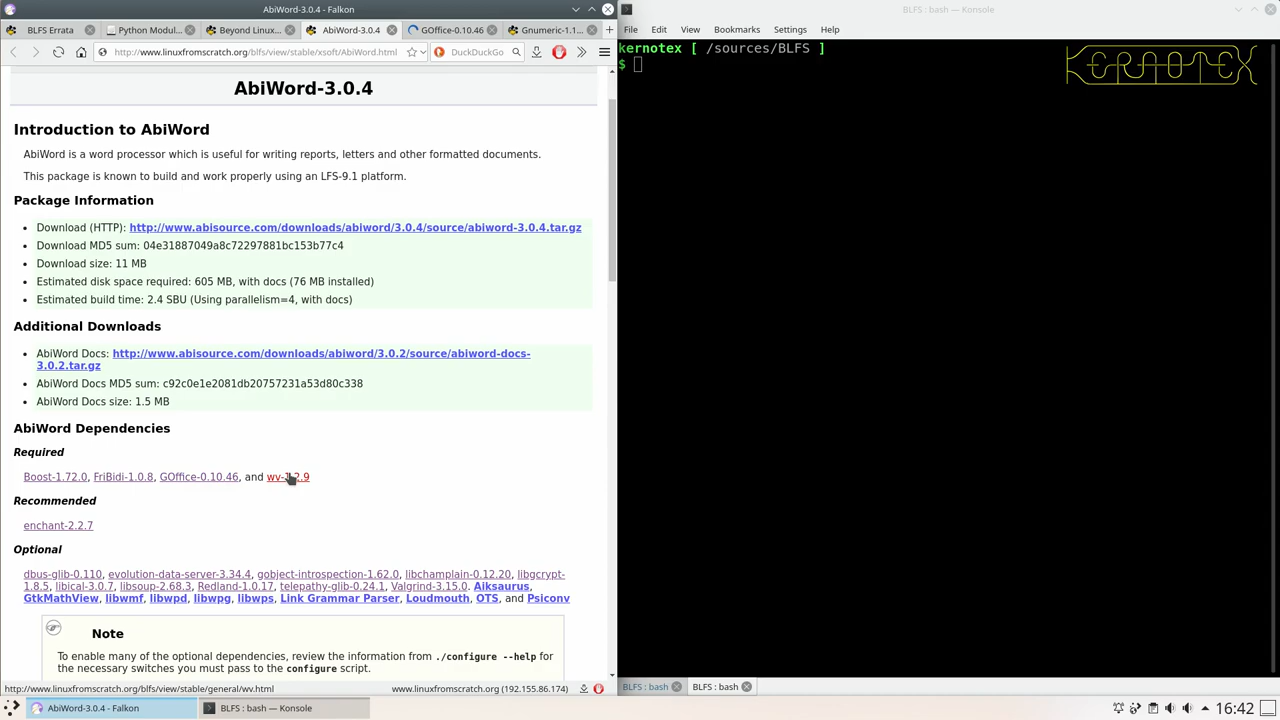 AbiWord-3.0.4 - Falkon
BLFS : bash — Konsole
BLFS Errata
Python Modul...
Beyond Linux...
AbiWord-3.0.4
GOffice-0.10.46
Gnumeric-1.1...
http://www.linuxfromscratch.org/blfs/view/stable/xsoft/AbiWord.html
DuckDuckGo
File Edit View Bookmarks Settings Help
kernotex [ /sources/BLFS ]
$
KERNOTEX
AbiWord-3.0.4
Introduction to AbiWord
AbiWord is a word processor which is useful for writing reports, letters and other formatted documents.
This package is known to build and work properly using an LFS-9.1 platform.
Package Information
Download (HTTP): http://www.abisource.com/downloads/abiword/3.0.4/source/abiword-3.0.4.tar.gz
Download MD5 sum: 04e31887049a8c72297881bc153b77c4
Download size: 11 MB
Estimated disk space required: 605 MB, with docs (76 MB installed)
Estimated build time: 2.4 SBU (Using parallelism=4, with docs)
Additional Downloads
AbiWord Docs: http://www.abisource.com/downloads/abiword/3.0.2/source/abiword-docs-
3.0.2.tar.gz
AbiWord Docs MD5 sum: c92c0e1e2081db20757231a53d80c338
AbiWord Docs size: 1.5 MB
AbiWord Dependencies
Required
Boost-1.72.0, FriBidi-1.0.8, GOffice-0.10.46, and wv-1.2.9
Recommended
enchant-2.2.7
Optional
dbus-glib-0.110, evolution-data-server-3.34.4, gobject-introspection-1.62.0, libchamplain-0.12.20, libgcrypt-
1.8.5, libical-3.0.7, libsoup-2.68.3, Redland-1.0.17, telepathy-glib-0.24.1, Valgrind-3.15.0, Aiksaurus,
GtkMathView, libwmf, libwpd, libwpg, libwps, Link Grammar Parser, Loudmouth, OTS, and Psiconv
Note
To enable many of the optional dependencies, review the information from ./configure --help for
the necessary switches you must pass to the configure script.
http://www.linuxfromscratch.org/blfs/view/stable/general/wv.html
www.linuxfromscratch.org (192.155.86.174)
BLFS : bash
BLFS : bash
AbiWord-3.0.4 - Falkon
BLFS : bash — Konsole
16:42